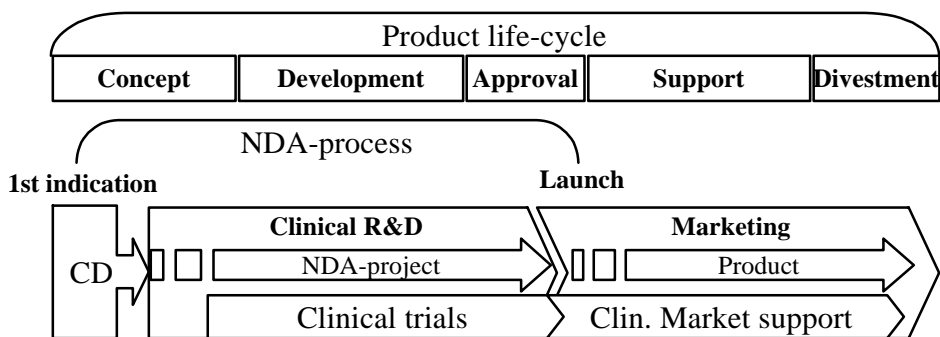 Product life-cycle
Concept Development Approval Support Divestment
NDA-process
1st indication Launch
Clinical R&D Marketing
CD NDA-project Product
Clinical trials Clin. Market support